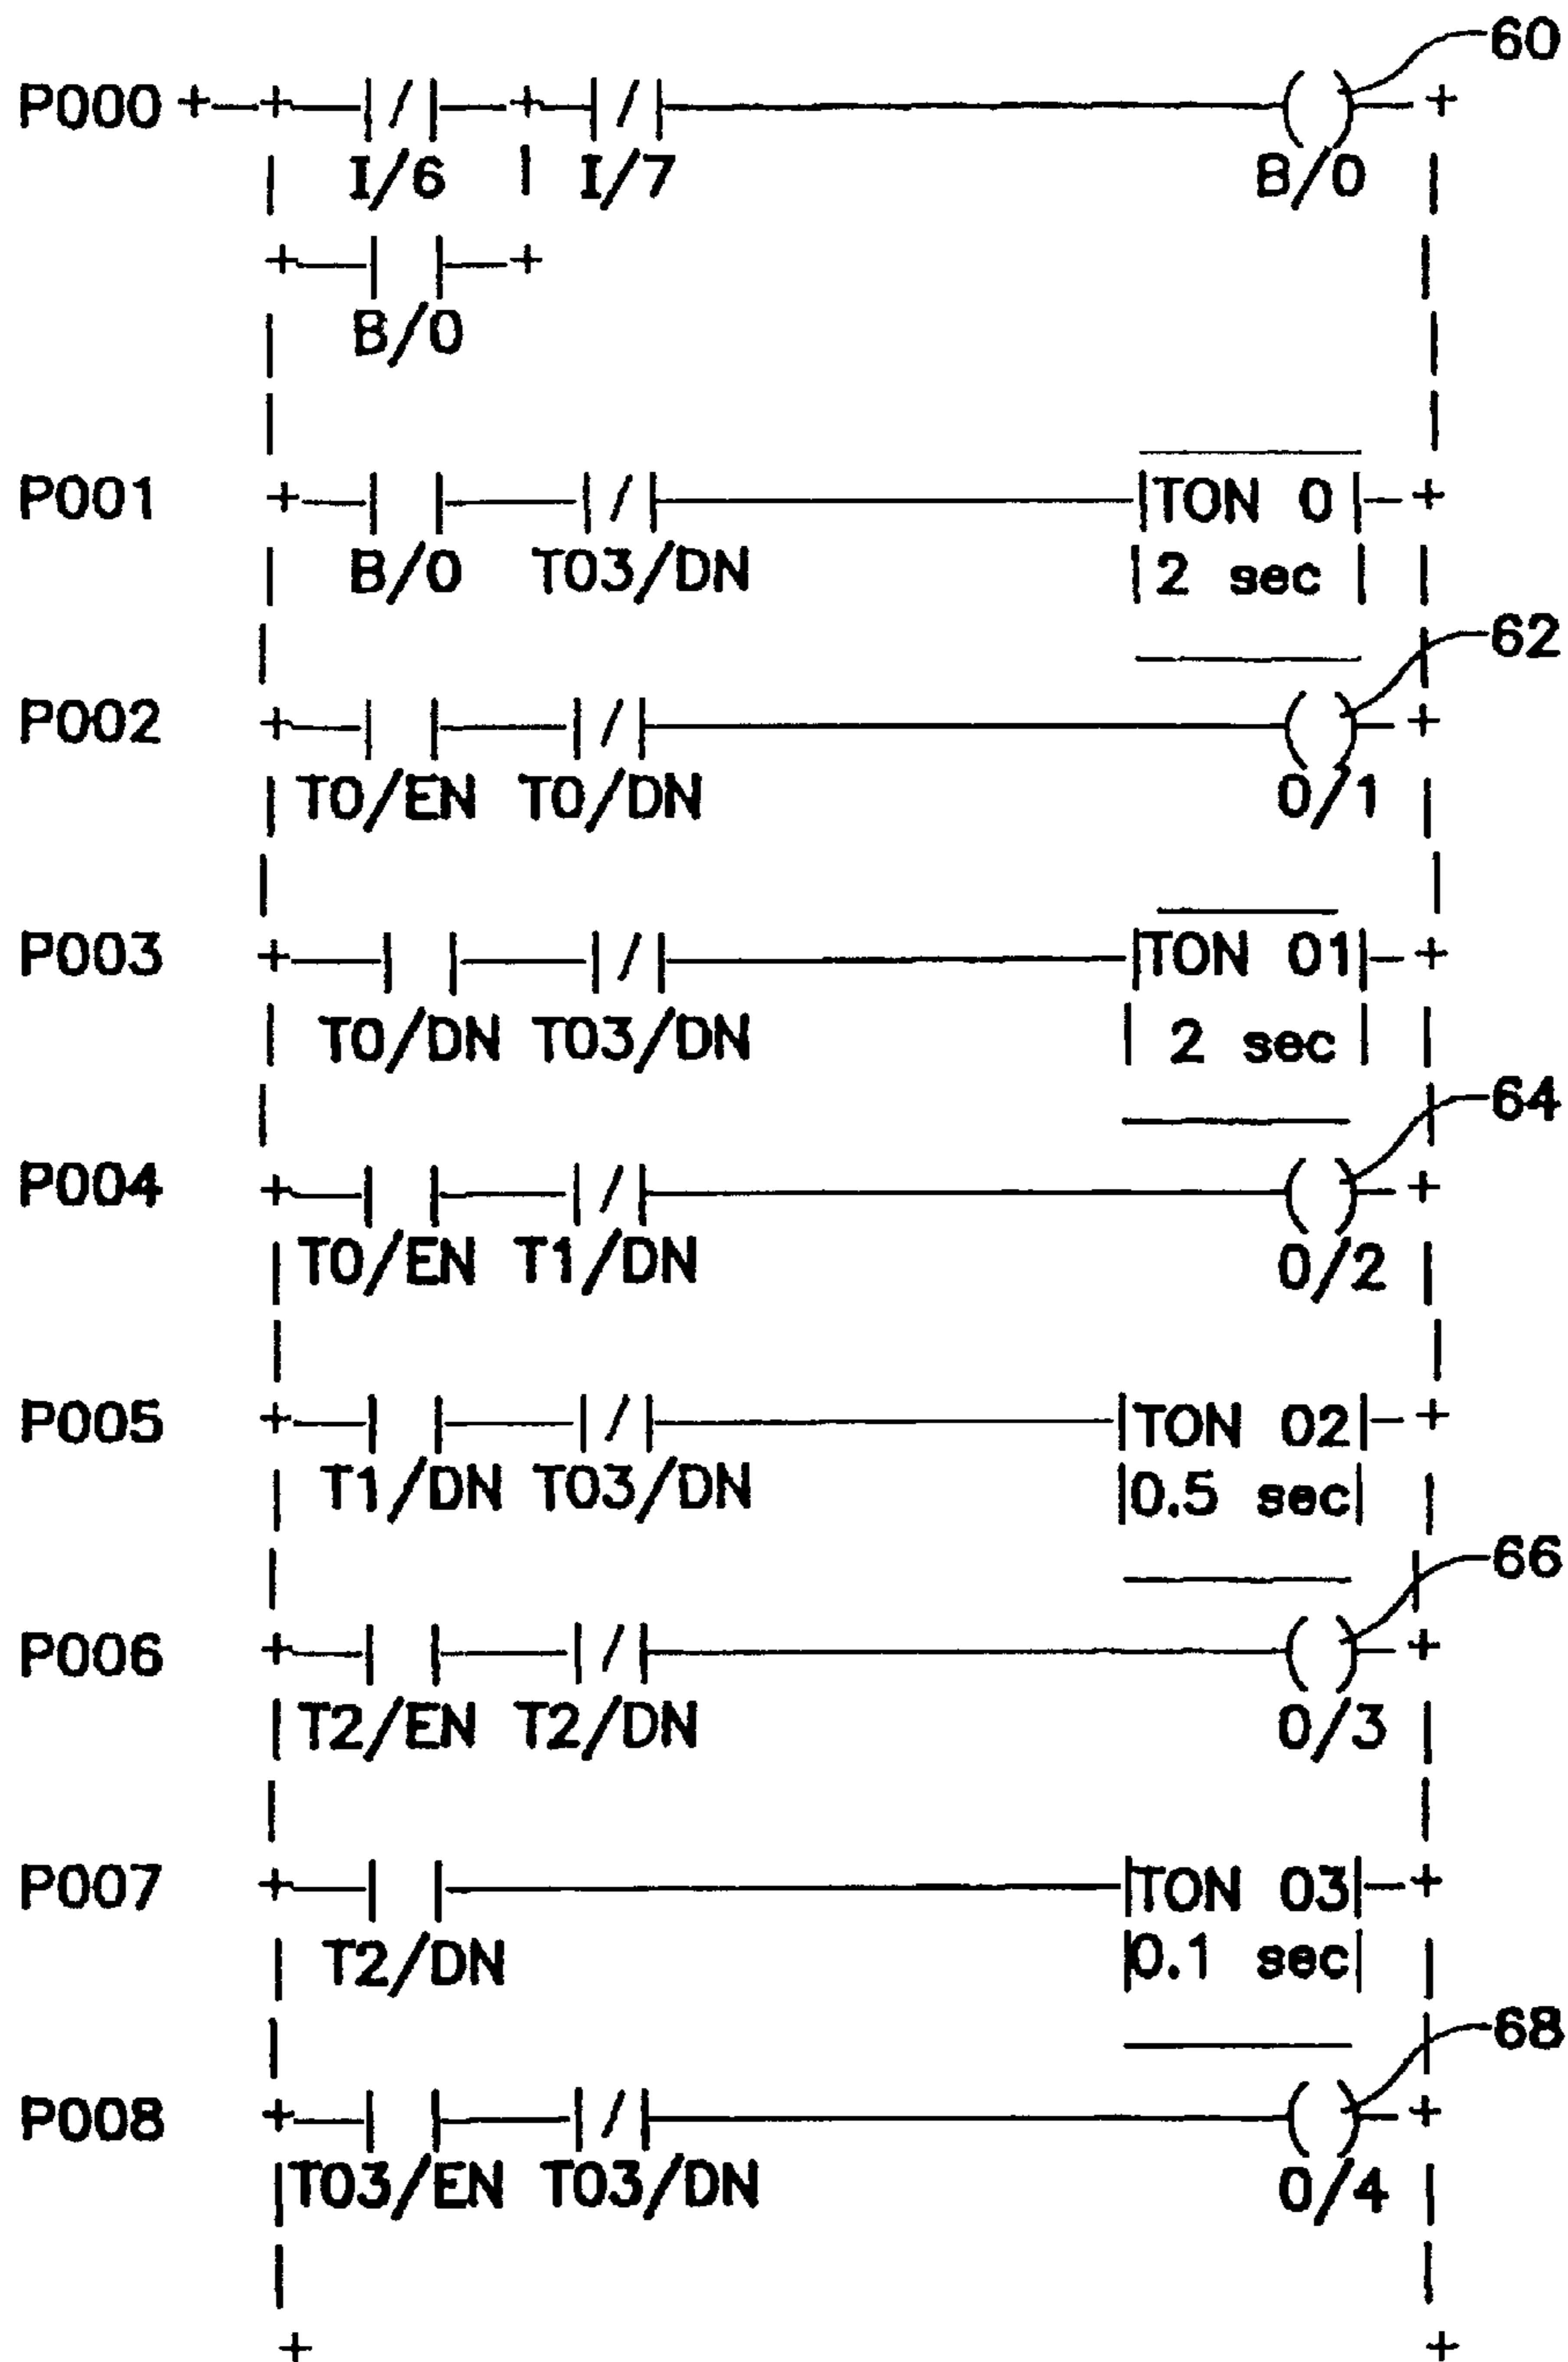 60
P000
I/6 I/7 B/0
B/0
P001 TON 0
B/0 T03/DN 2 sec
62
P002
T0/EN T0/DN 0/1
P003 TON 01
T0/DN T03/DN 2 sec
64
P004
T0/EN T1/DN 0/2
P005 TON 02
T1/DN T03/DN 0.5 sec
66
P006
T2/EN T2/DN 0/3
P007 TON 03
T2/DN 0.1 sec
68
P008
T03/EN T03/DN 0/4